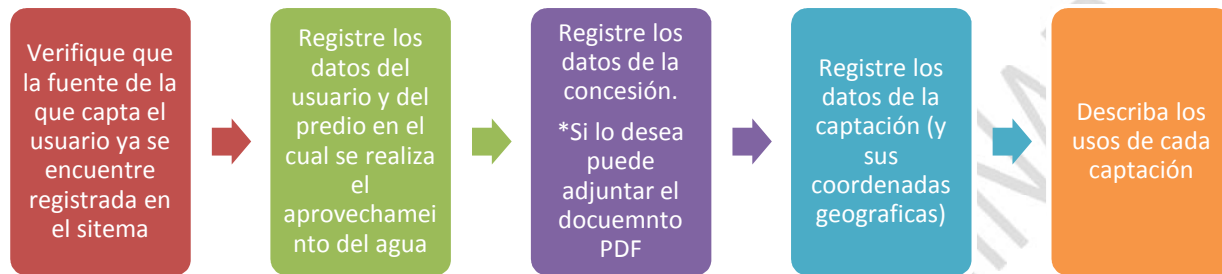 Verifique que
la fuente de la
que capta el
usuario ya se
encuentre
registrada en
el sitema
Registre los
datos del
usuario y del
predio en el
cual se realiza
el
aprovechamei
nto del agua
Registre los
datos de la
concesión.
*Si lo desea
puede
adjuntar el
docuemnto
PDF
Registre los
datos de la
captación (y
sus
coordenadas
geograficas)
Describa los
usos de cada
captación